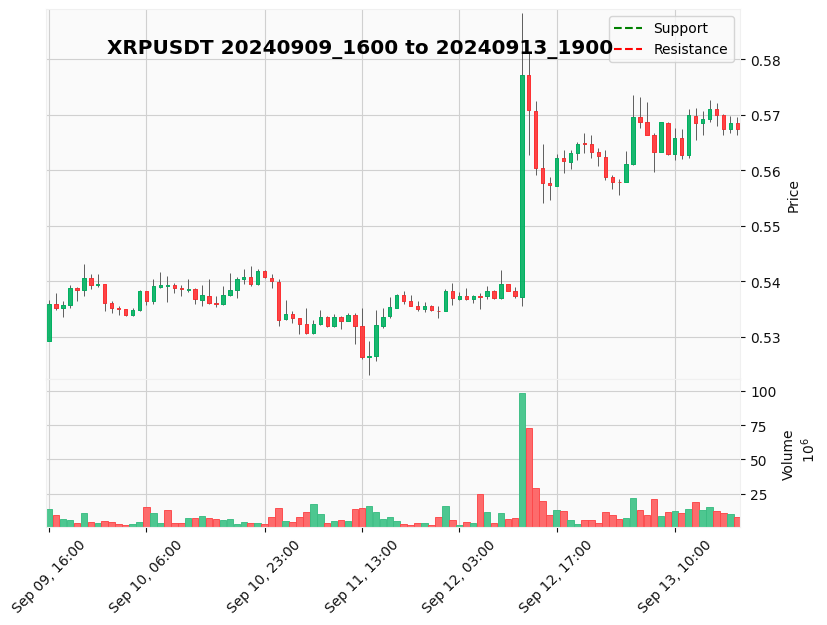 XRPUSDT 20240909_1600 to 20240913_1900
Support
Resistance
0.58
0.57
0.56
0.55
0.54
0.53
Price
100
75
50
25
Volume
10^6
Sep 09, 16:00
Sep 10, 06:00
Sep 10, 23:00
Sep 11, 13:00
Sep 12, 03:00
Sep 12, 17:00
Sep 13, 10:00